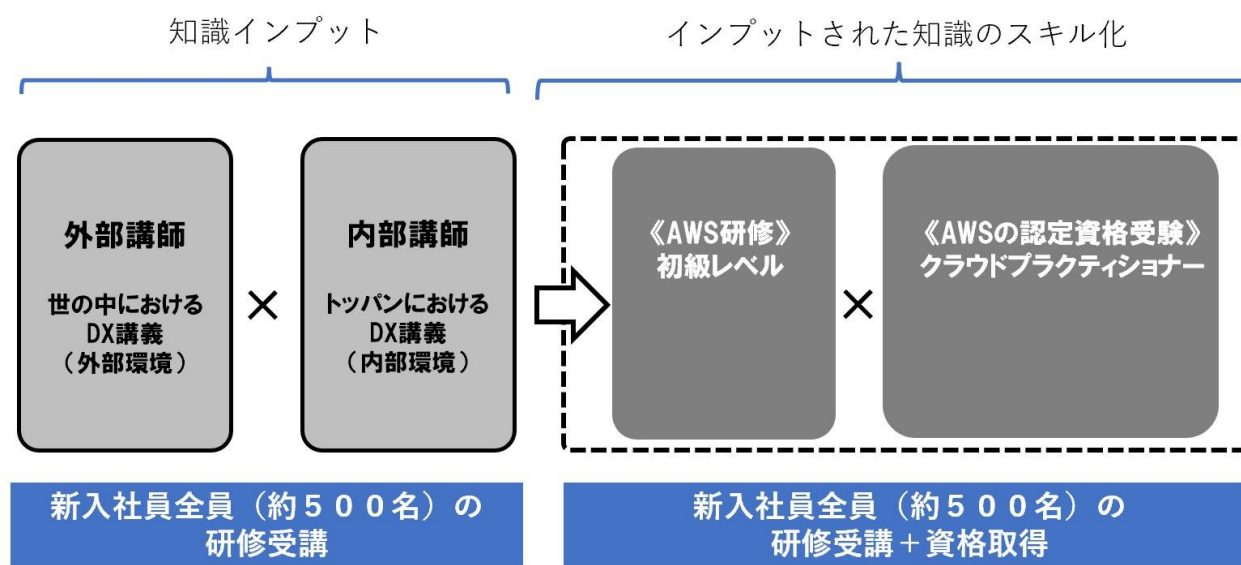 知識インプット
インプットされた知識のスキル化
外部講師
世の中における
DX講義
（外部環境）
×
内部講師
トッパンにおける
DX講義
（内部環境）
《AWS研修》
初級レベル
×
《AWSの認定資格受験》
クラウドプラクティショナー
新入社員全員（約５００名）の
研修受講
新入社員全員（約５００名）の
研修受講＋資格取得